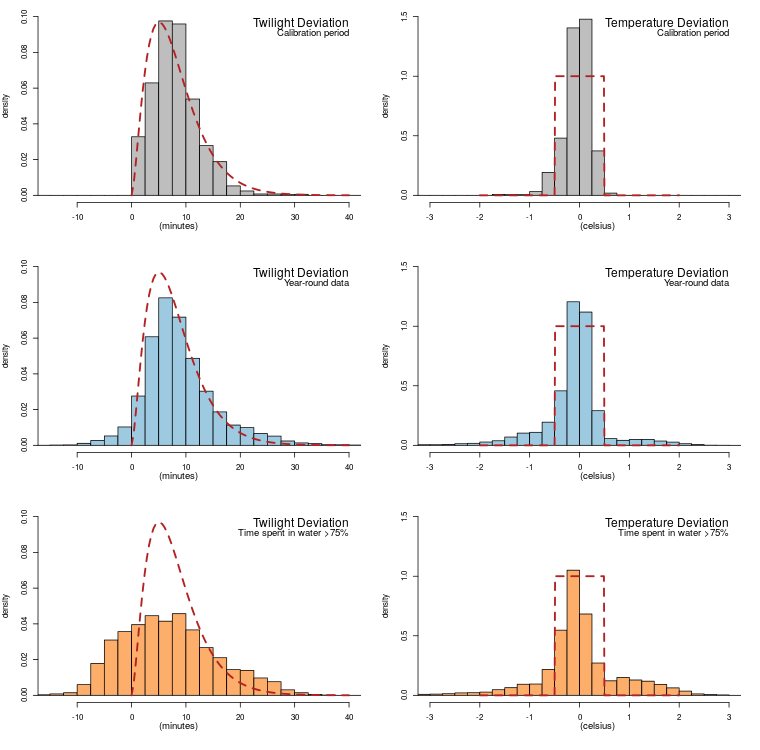 Twilight Deviation
Calibration period
density
0.00 0.02 0.04 0.06 0.08 0.10
-10 0 10 20 30 40
(minutes)
Temperature Deviation
Calibration period
density
0.0 0.5 1.0 1.5
-3 -2 -1 0 1 2 3
(celsius)
Twilight Deviation
Year-round data
density
0.00 0.02 0.04 0.06 0.08 0.10
-10 0 10 20 30 40
(minutes)
Temperature Deviation
Year-round data
density
0.0 0.5 1.0 1.5
-3 -2 -1 0 1 2 3
(celsius)
Twilight Deviation
Time spent in water >75%
density
0.00 0.02 0.04 0.06 0.08 0.10
-10 0 10 20 30 40
(minutes)
Temperature Deviation
Time spent in water >75%
density
0.0 0.5 1.0 1.5
-3 -2 -1 0 1 2 3
(celsius)